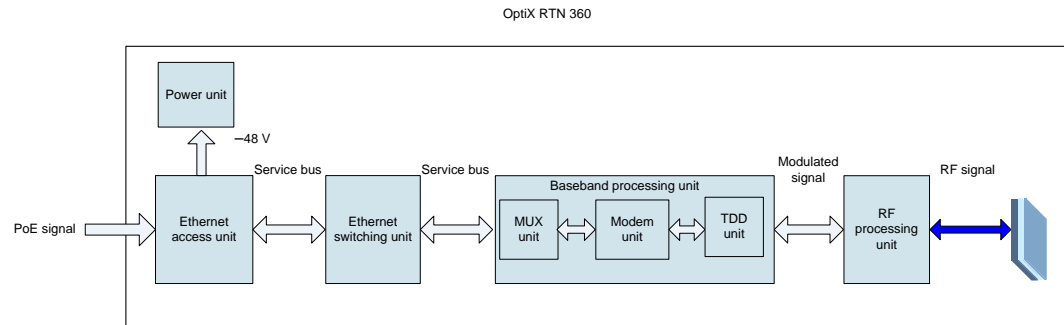 OptiX RTN 360
Power unit
−48 V
Service bus
Service bus
Baseband processing unit
Modulated
signal
RF signal
PoE signal
Ethernet
access unit
Ethernet
switching unit
MUX
unit
Modem
unit
TDD
unit
RF
processing
unit